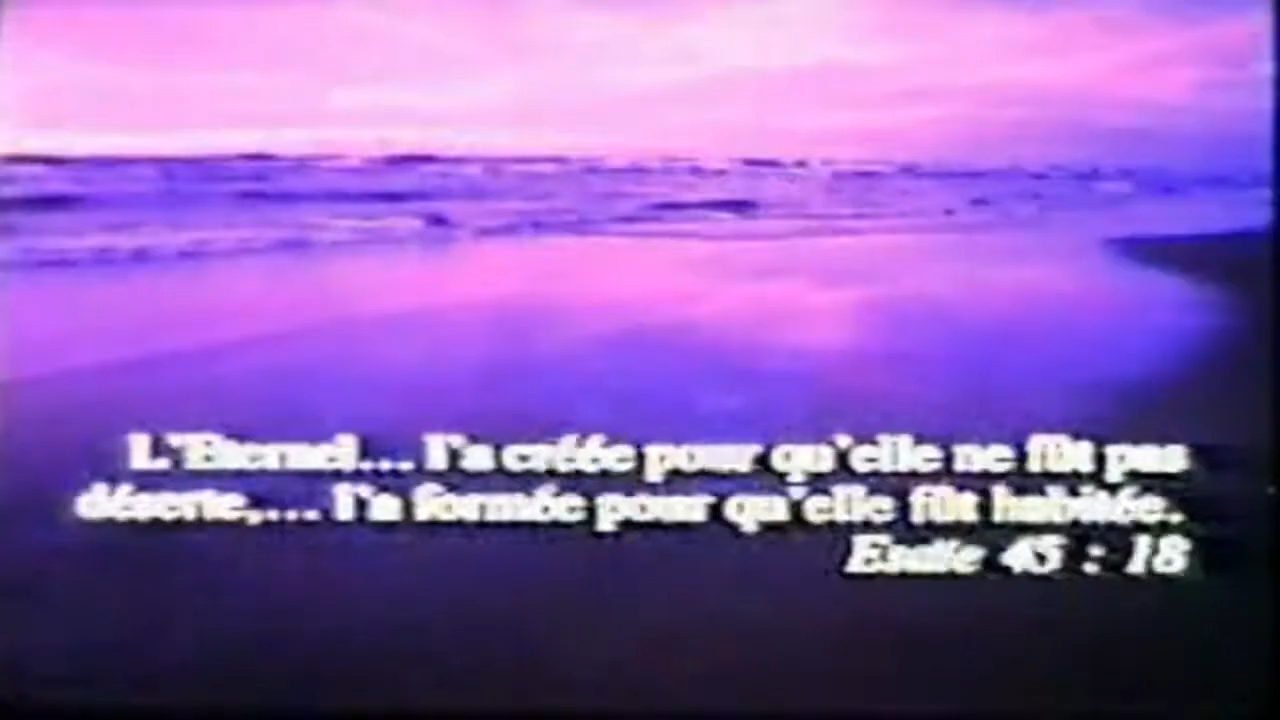 L'Eternel... l'a créée pour qu'elle ne fût pas
déserte,... l'a formée pour qu'elle fût habitée.
Esaïe 45 : 18